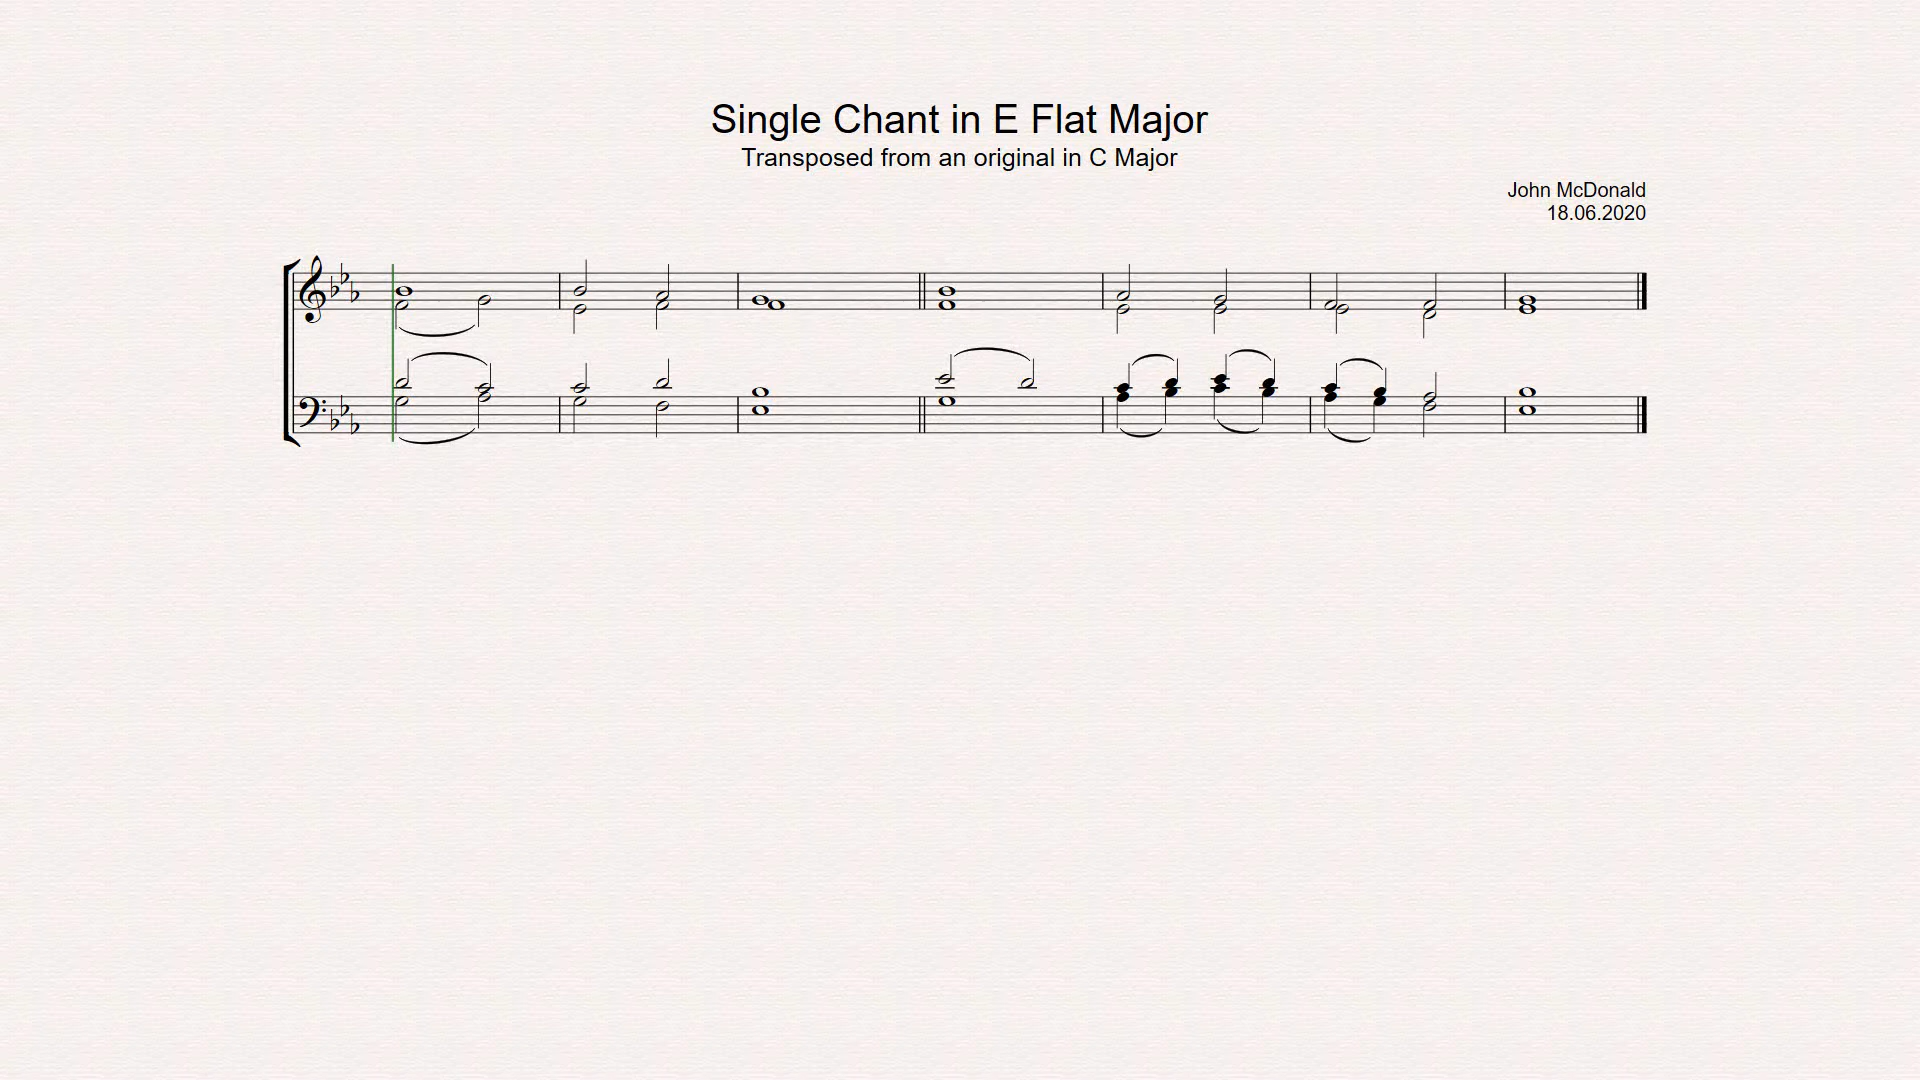 Single Chant in E Flat Major
Transposed from an original in C Major
John McDonald
18.06.2020